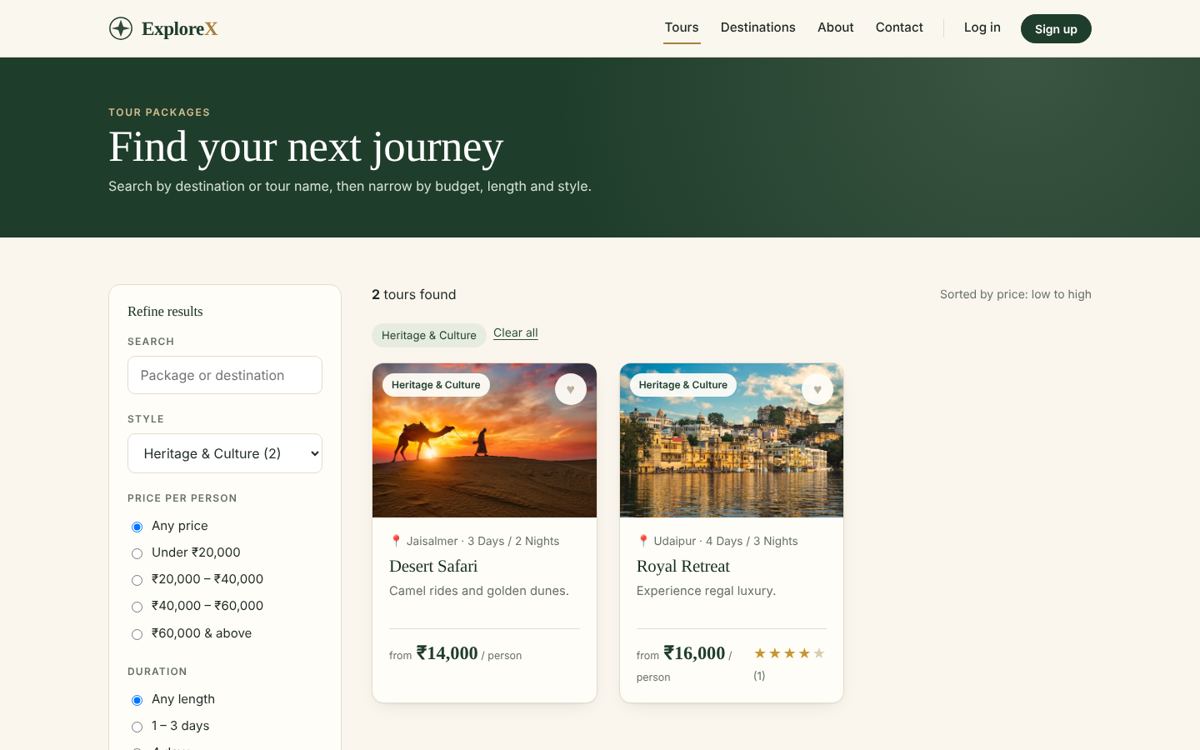 ExploreX
Tours Destinations About Contact Log in Sign up
TOUR PACKAGES
Find your next journey
Search by destination or tour name, then narrow by budget, length and style.
Refine results
SEARCH
Package or destination
STYLE
Heritage & Culture (2)
PRICE PER PERSON
Any price
Under ₹20,000
₹20,000 – ₹40,000
₹40,000 – ₹60,000
₹60,000 & above
DURATION
Any length
1 – 3 days
2 tours found
Sorted by price: low to high
Heritage & Culture Clear all
Heritage & Culture
Jaisalmer · 3 Days / 2 Nights
Desert Safari
Camel rides and golden dunes.
from ₹14,000 / person
Heritage & Culture
Udaipur · 4 Days / 3 Nights
Royal Retreat
Experience regal luxury.
from ₹16,000 / person
(1)